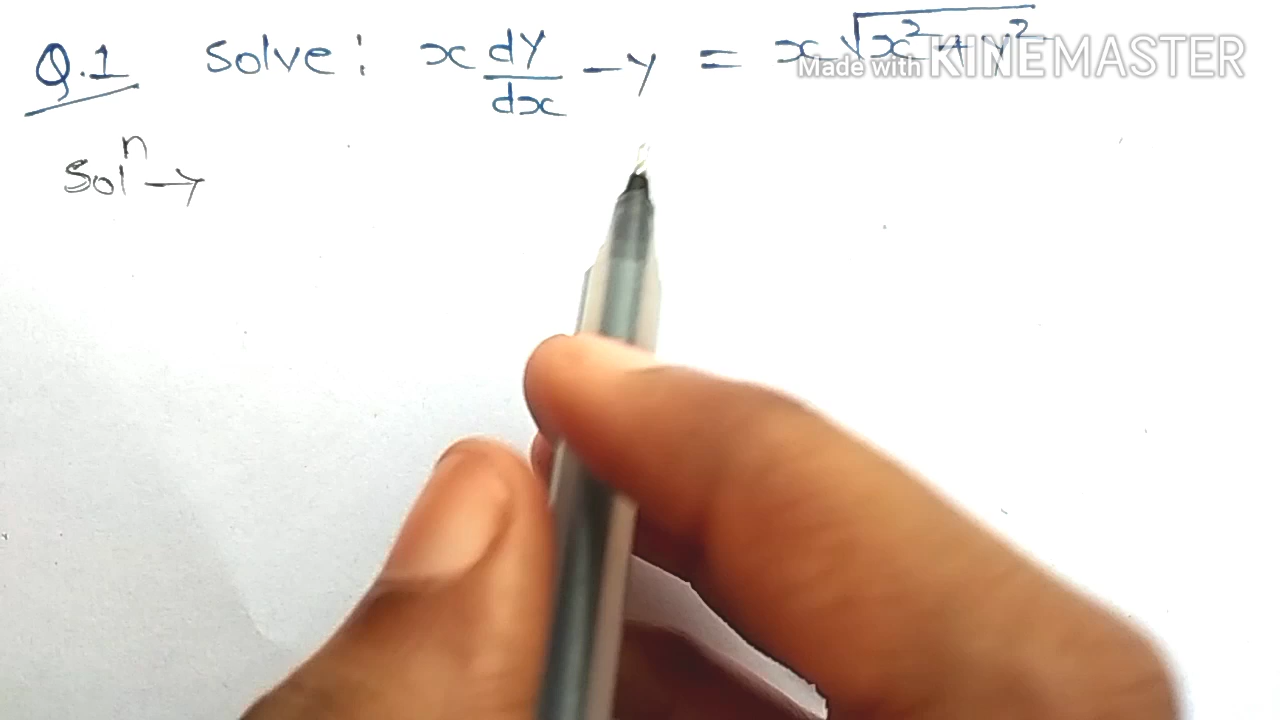 Q.1 Solve: x dy/dx - y = x √x² + y²
Made with KINEMASTER
Solⁿ →